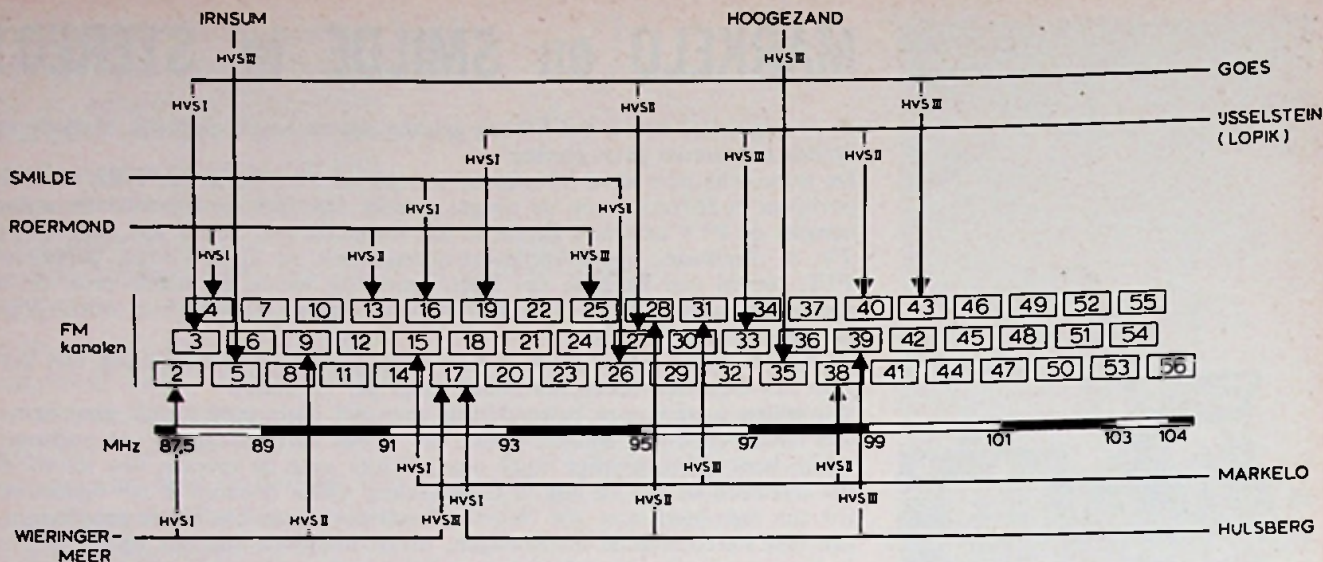 IRNSUM
HOOGEZAND
HVS III
HVS III
GOES
HVS I
HVS II
HVS III
IJSSELSTEIN
(LOPIK)
HVS I
HVS III
HVS II
SMILDE
HVS I
HVS II
ROERMOND
HVS I
HVS II
HVS III
4 7 10 13 16 19 22 25 28 31 34 37 40 43 46 49 52 55
FM
kanalen
3 6 9 12 15 18 21 24 27 30 33 36 39 42 45 48 51 54
2 5 8 11 14 17 20 23 26 29 32 35 38 41 44 47 50 53 56
MHz 87,5 89 91 93 95 97 99 101 103 104
HVS I
HVS III
HVS II
MARKELO
HVS I
HVS II
HVS III
HVS I
HVS II
HVS III
WIERINGER-
MEER
HULSBERG